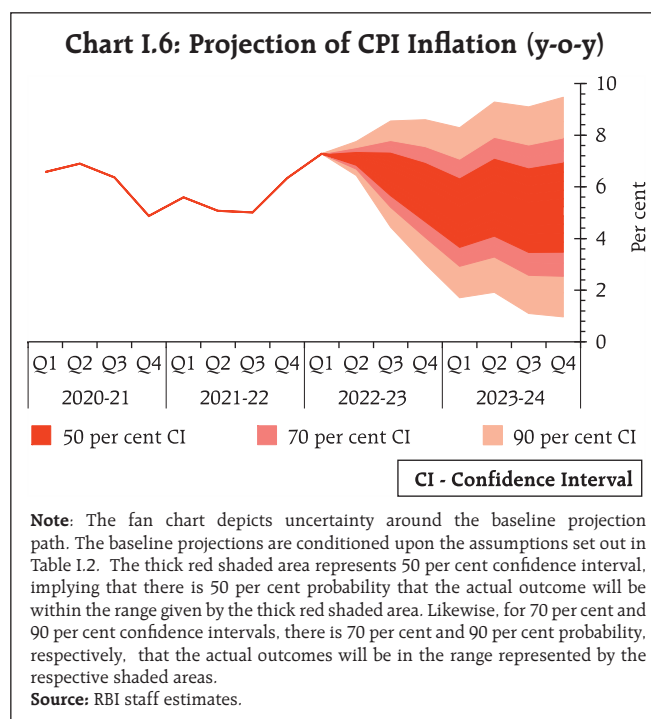 Chart I.6: Projection of CPI Inflation (y-o-y)
10
8
6
4
2
0
Per cent
Q1 Q2 Q3 Q4 Q1 Q2 Q3 Q4 Q1 Q2 Q3 Q4 Q1 Q2 Q3 Q4
2020-21 2021-22 2022-23 2023-24
50 per cent CI 70 per cent CI 90 per cent CI
CI - Confidence Interval
Note: The fan chart depicts uncertainty around the baseline projection
path. The baseline projections are conditioned upon the assumptions set out in
Table I.2. The thick red shaded area represents 50 per cent confidence interval,
implying that there is 50 per cent probability that the actual outcome will be
within the range given by the thick red shaded area. Likewise, for 70 per cent and
90 per cent confidence intervals, there is 70 per cent and 90 per cent probability,
respectively, that the actual outcomes will be in the range represented by the
respective shaded areas.
Source: RBI staff estimates.